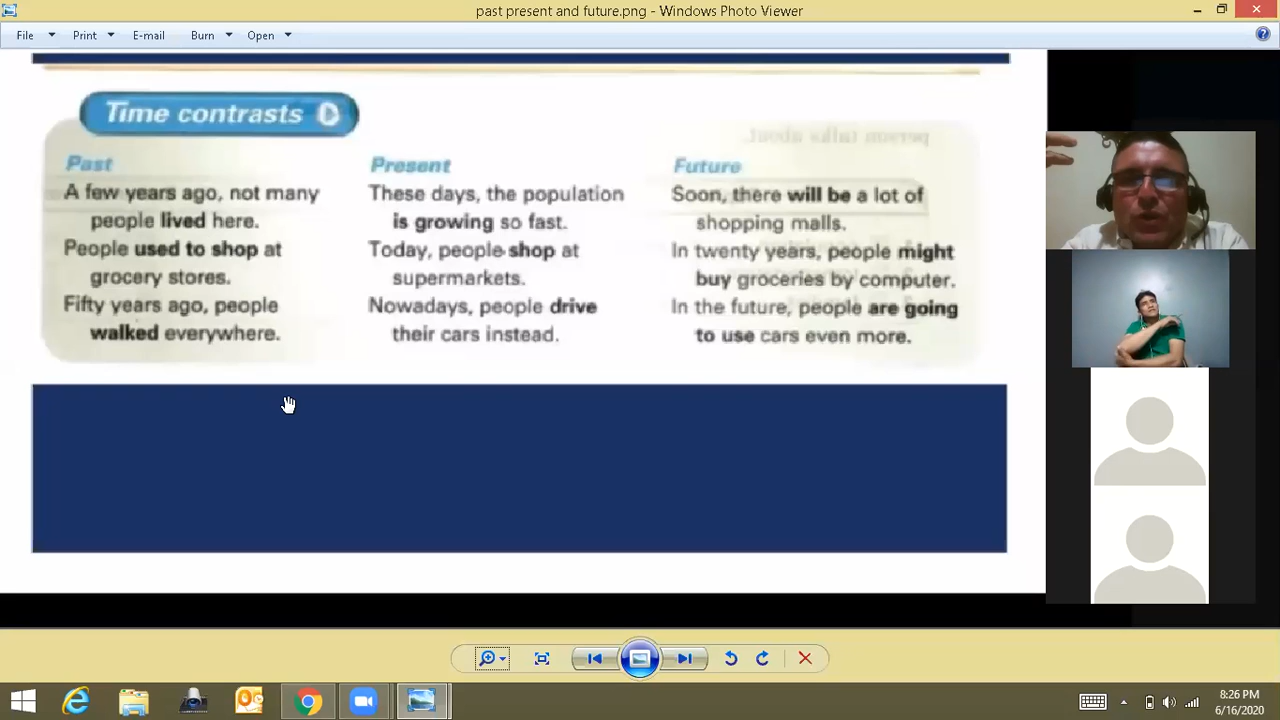 past present and future.png - Windows Photo Viewer
File Print E-mail Burn Open
person talks about.
Time contrasts
Past
A few years ago, not many
people lived here.
People used to shop at
grocery stores.
Fifty years ago, people
walked everywhere.
Present
These days, the population
is growing so fast.
Today, people shop at
supermarkets.
Nowadays, people drive
their cars instead.
Future
Soon, there will be a lot of
shopping malls.
In twenty years, people might
buy groceries by computer.
In the future, people are going
to use cars even more.
8:26 PM
6/16/2020